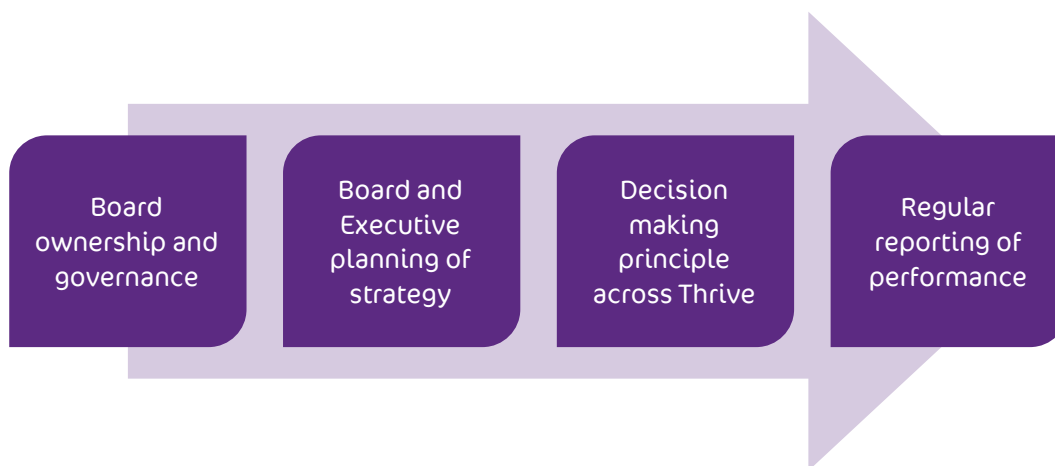 Board
ownership and
governance
Board and
Executive
planning of
strategy
Decision
making
principle
across Thrive
Regular
reporting of
performance